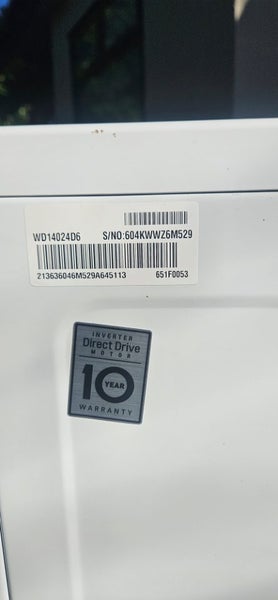 WD14024D6 S/NO:604KWWZ6M529
213636046M529A645113 651F0053
INVERTER
Direct Drive
MOTOR
10 YEAR
WARRANTY